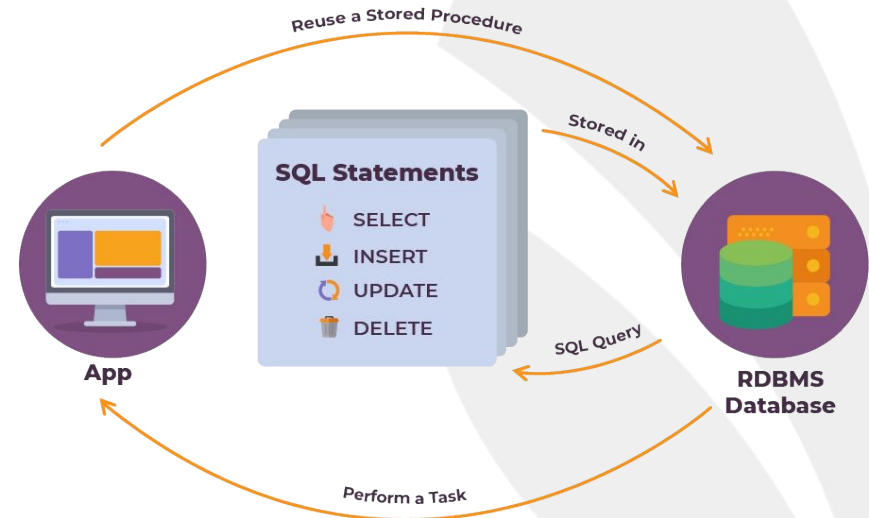 Reuse a Stored Procedure
Stored in
SQL Statements
SELECT
INSERT
UPDATE
DELETE
SQL Query
App
RDBMS
Database
Perform a Task